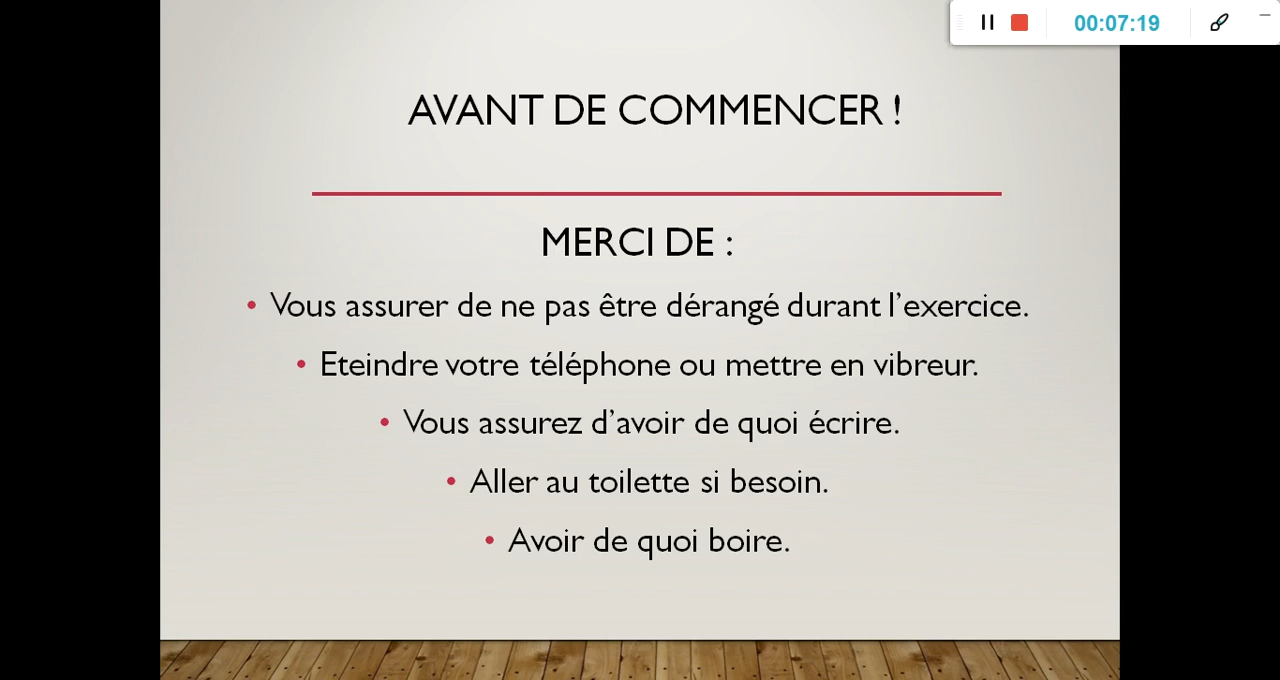 00:07:19
AVANT DE COMMENCER !
MERCI DE :
• Vous assurer de ne pas être dérangé durant l’exercice.
• Eteindre votre téléphone ou mettre en vibreur.
• Vous assurez d’avoir de quoi écrire.
• Aller au toilette si besoin.
• Avoir de quoi boire.